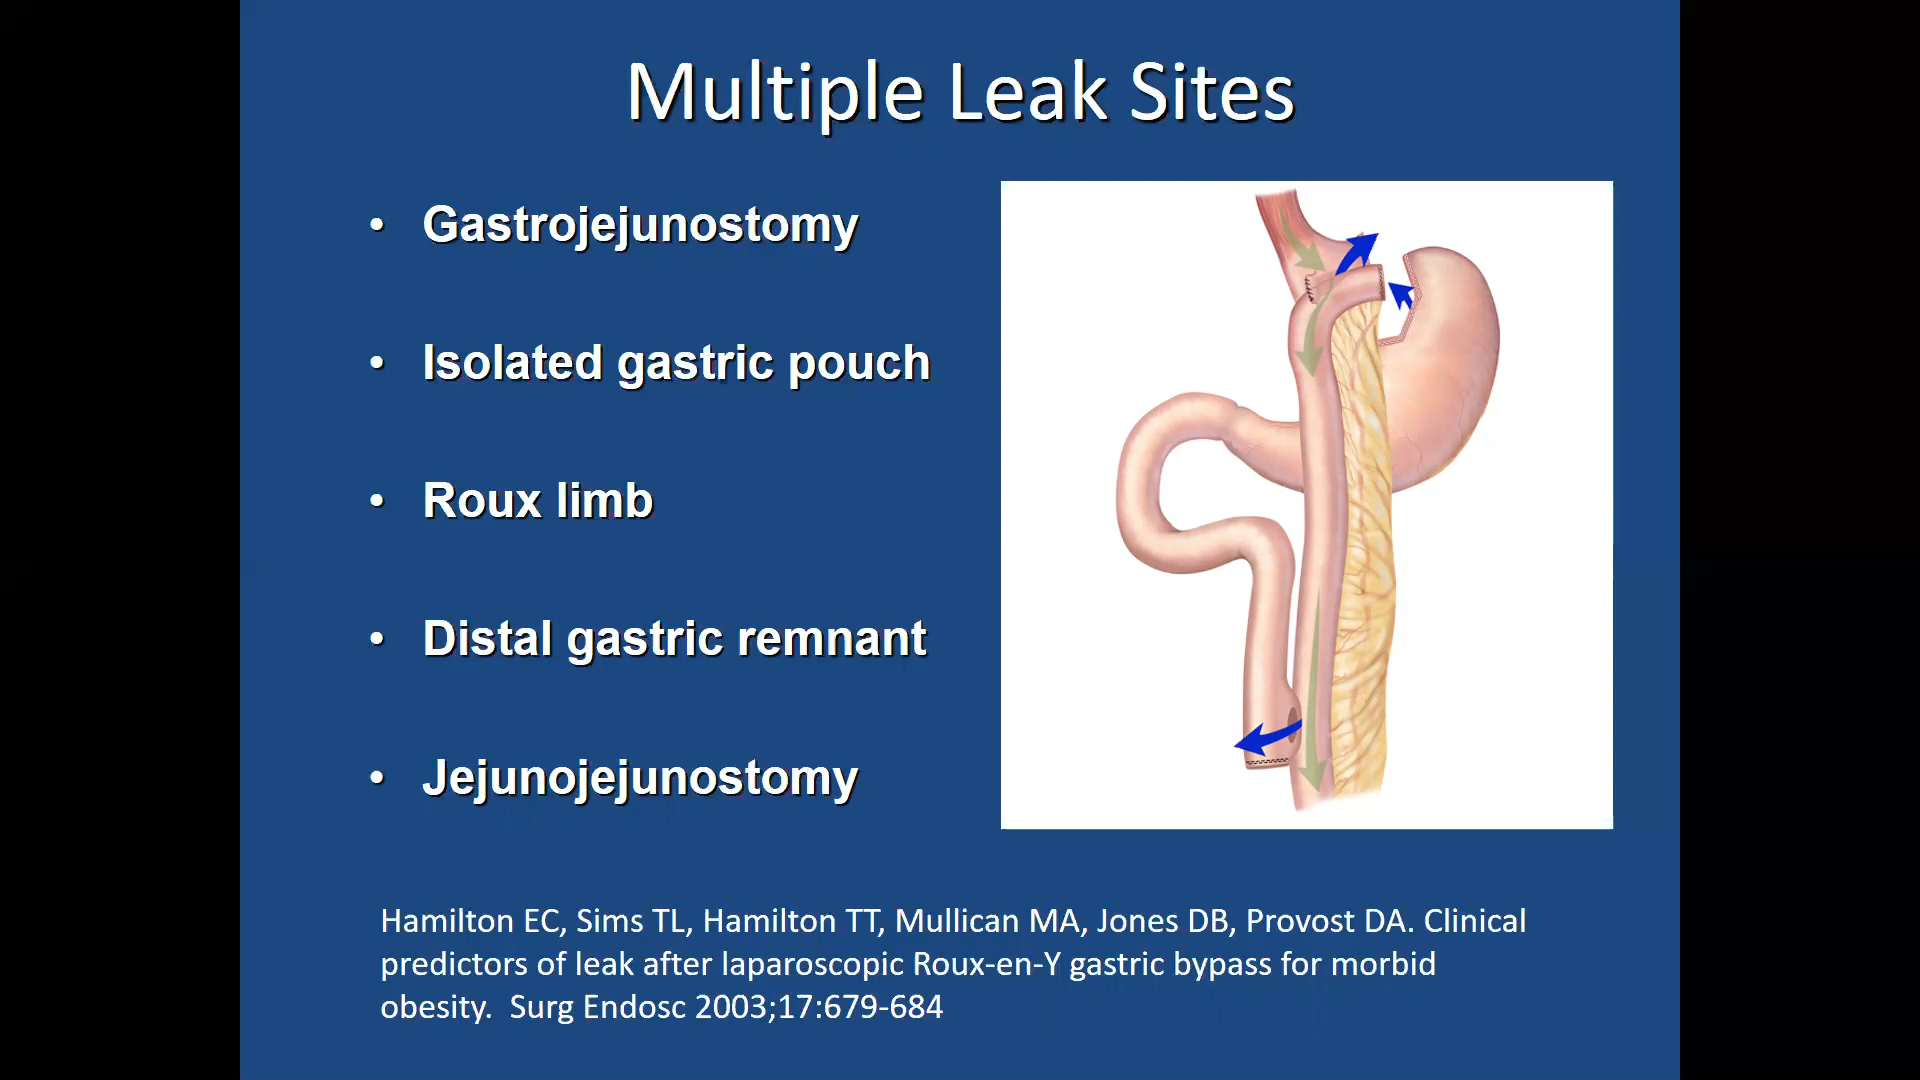 Multiple Leak Sites
• Gastrojejunostomy
• Isolated gastric pouch
• Roux limb
• Distal gastric remnant
• Jejunojejunostomy
Hamilton EC, Sims TL, Hamilton TT, Mullican MA, Jones DB, Provost DA. Clinical
predictors of leak after laparoscopic Roux-en-Y gastric bypass for morbid
obesity.  Surg Endosc 2003;17:679-684